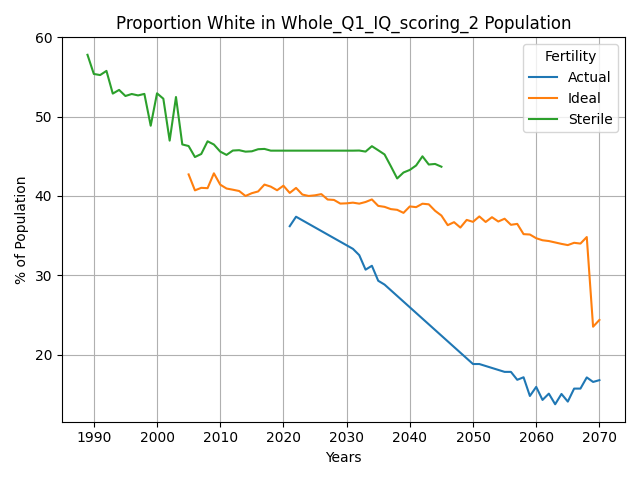 Proportion White in Whole_Q1_IQ_scoring_2 Population
Fertility
Actual
Ideal
Sterile
% of Population
60
50
40
30
20
1990 2000 2010 2020 2030 2040 2050 2060 2070
Years